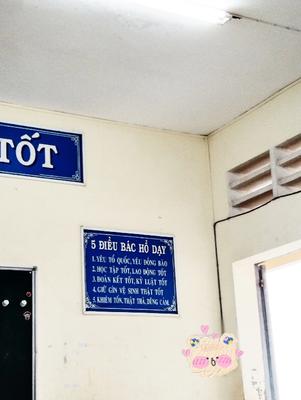 TỐT
5 ĐIỀU BÁC HỒ DẠY
1. YÊU TỔ QUỐC, YÊU ĐỒNG BÀO
2. HỌC TẬP TỐT, LAO ĐỘNG TỐT
3. ĐOÀN KẾT TỐT, KỶ LUẬT TỐT
4. GIỮ GÌN VỆ SINH THẬT TỐT
5. KHIÊM TỐN, THẬT THÀ, DŨNG CẢM.